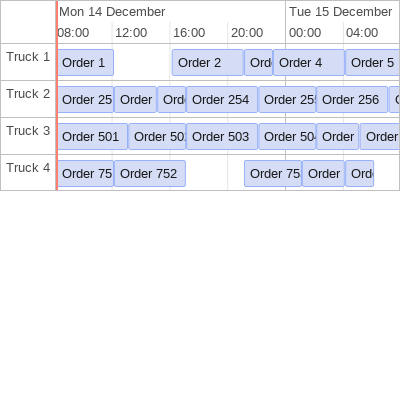 Mon 14 December Tue 15 December
08:00 12:00 16:00 20:00 00:00 04:00
Truck 1 Order 1 Order 2 Ord Order 4 Order 5
Truck 2 Order 25 Order Ord Order 254 Order 25 Order 256
Truck 3 Order 501 Order 50 Order 503 Order 50 Order Order
Truck 4 Order 75 Order 752 Order 75 Order Ord